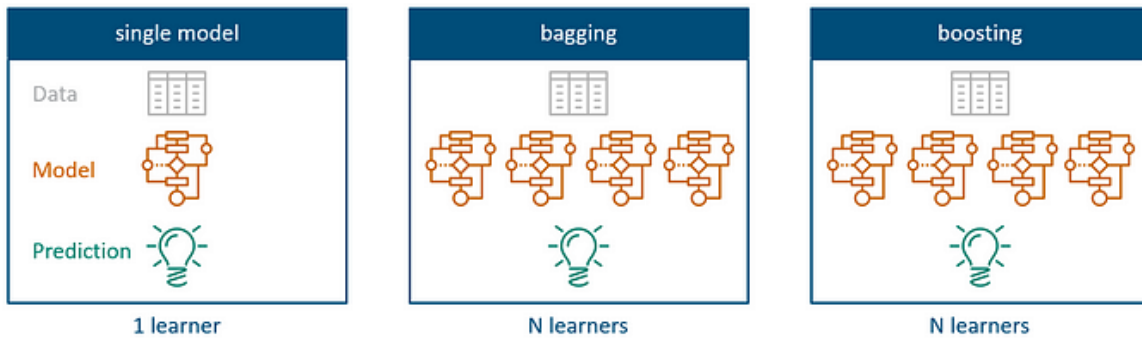 single model
Data
Model
Prediction
1 learner
bagging
N learners
boosting
N learners